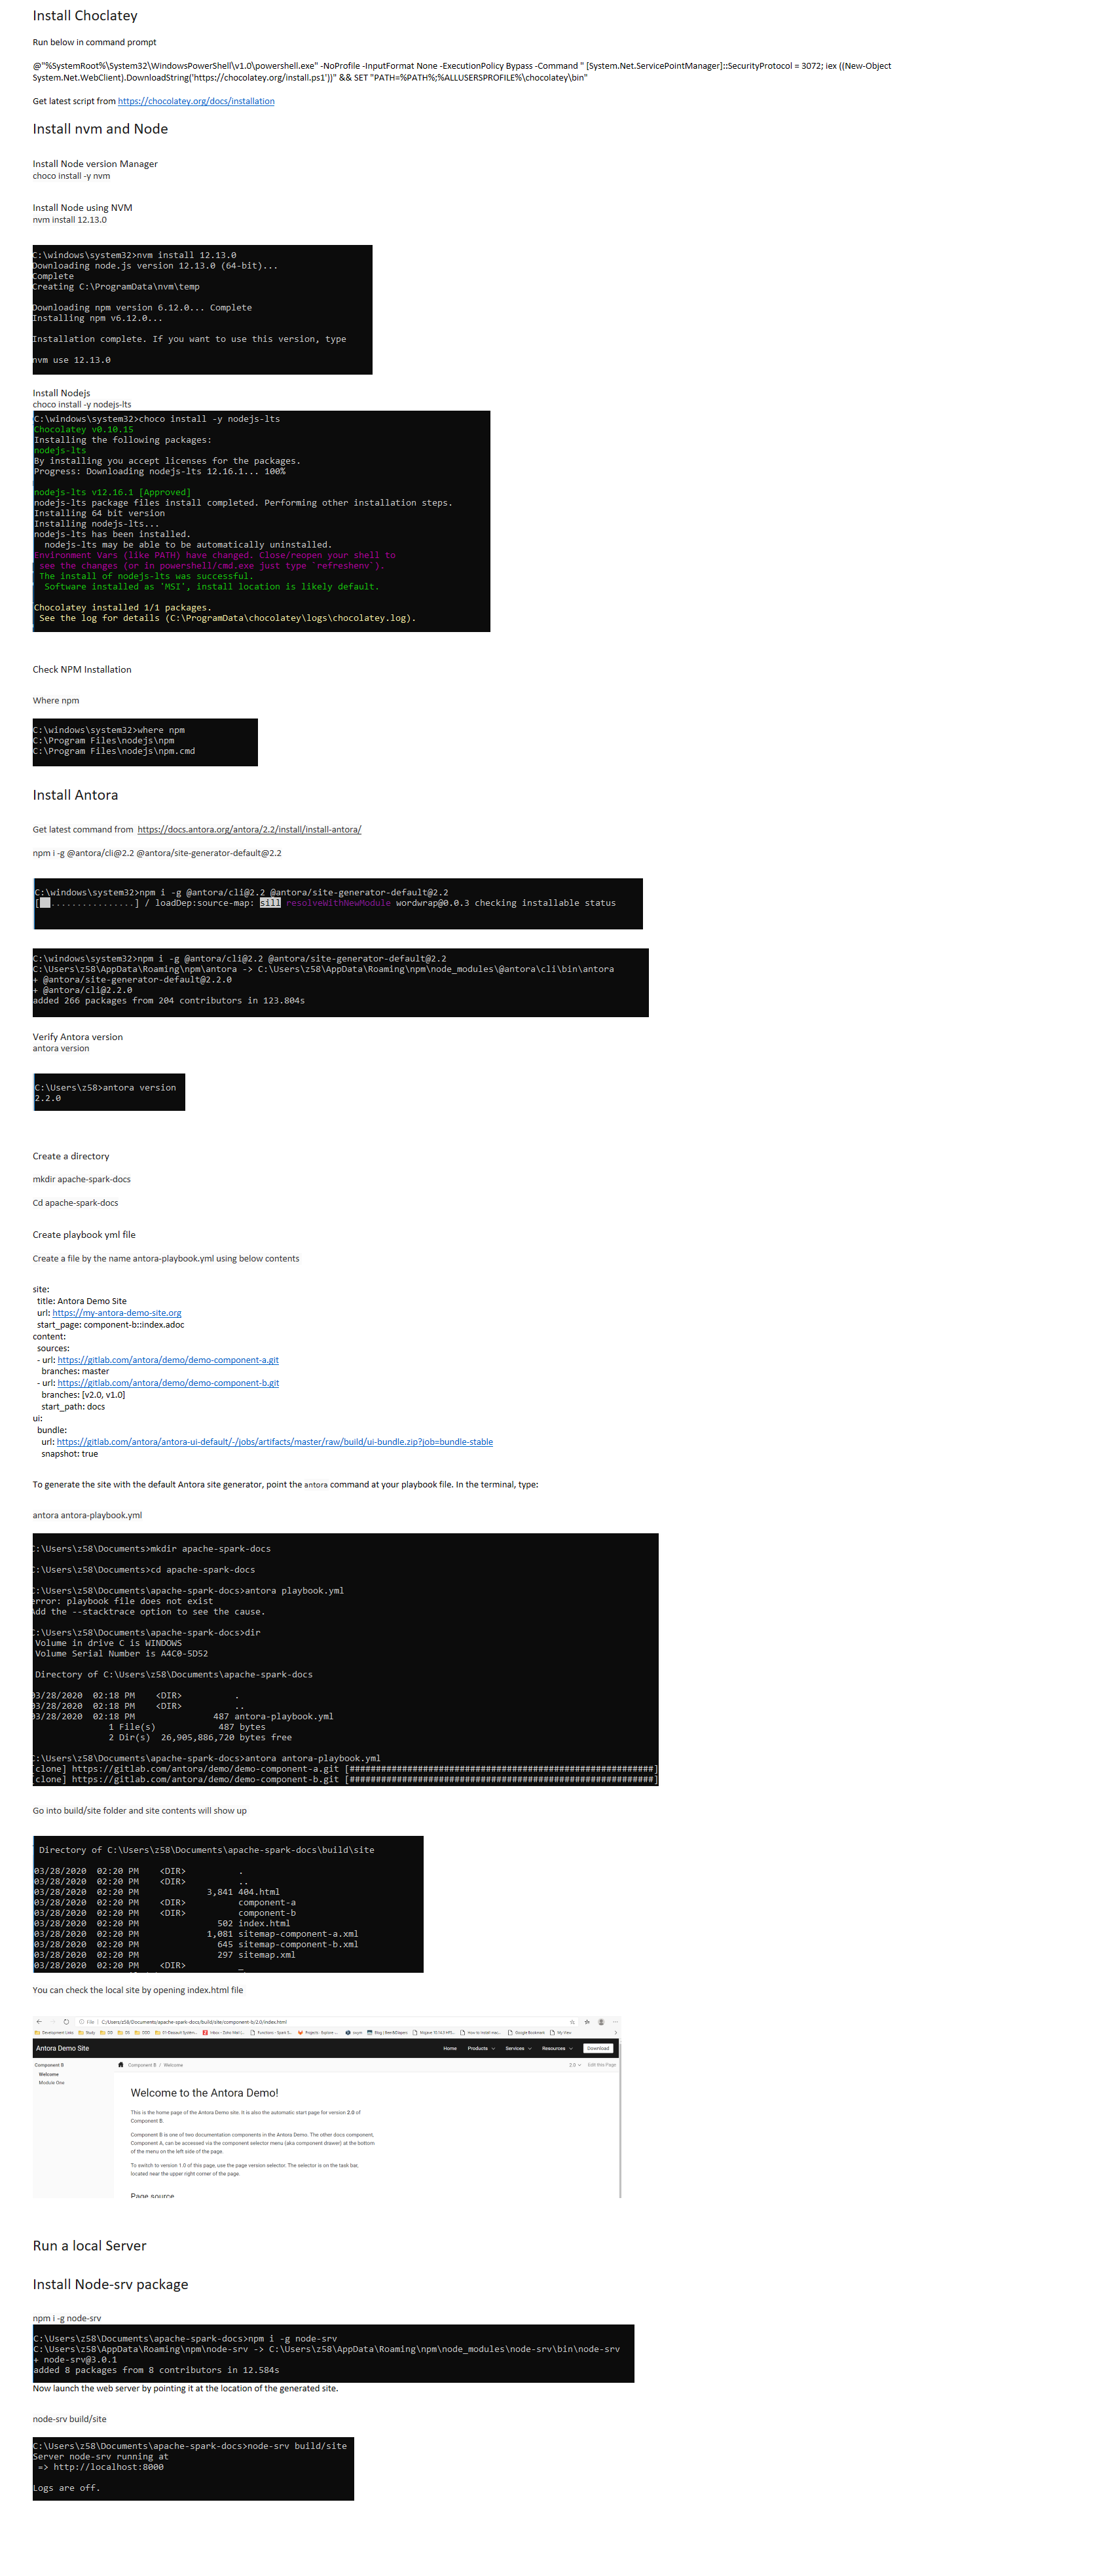 Install Choclatey
Run below in command prompt
@"%SystemRoot%\System32\WindowsPowerShell\v1.0\powershell.exe" -NoProfile -InputFormat None -ExecutionPolicy Bypass -Command " [System.Net.ServicePointManager]::SecurityProtocol = 3072; iex ((New-Object
System.Net.WebClient).DownloadString('https://chocolatey.org/install.ps1'))" && SET "PATH=%PATH%;%ALLUSERSPROFILE%\chocolatey\bin"
Get latest script from https://chocolatey.org/docs/installation
Install nvm and Node
Install Node version Manager
choco install -y nvm
Install Node using NVM
nvm install 12.13.0
C:\windows\system32>nvm install 12.13.0
Downloading node.js version 12.13.0 (64-bit)...
Complete
Creating C:\ProgramData\nvm\temp
Downloading npm version 6.12.0... Complete
Installing npm v6.12.0...
Installation complete. If you want to use this version, type
nvm use 12.13.0
Install Nodejs
choco install -y nodejs-lts
C:\windows\system32>choco install -y nodejs-lts
Chocolatey v0.10.15
Installing the following packages:
nodejs-lts
By installing you accept licenses for the packages.
Progress: Downloading nodejs-lts 12.16.1... 100%
nodejs-lts v12.16.1 [Approved]
nodejs-lts package files install completed. Performing other installation steps.
Installing 64 bit version
Installing nodejs-lts...
nodejs-lts has been installed.
nodejs-lts may be able to be automatically uninstalled.
Environment Vars (like PATH) have changed. Close/reopen your shell to
see the changes (or in powershell/cmd.exe just type `refreshenv`).
The install of nodejs-lts was successful.
Software installed as 'MSI', install location is likely default.
Chocolatey installed 1/1 packages.
See the log for details (C:\ProgramData\chocolatey\logs\chocolatey.log).
Check NPM Installation
Where npm
C:\windows\system32>where npm
C:\Program Files\nodejs\npm
C:\Program Files\nodejs\npm.cmd
Install Antora
Get latest command from https://docs.antora.org/antora/2.2/install/install-antora/
npm i -g @antora/cli@2.2 @antora/site-generator-default@2.2
C:\windows\system32>npm i -g @antora/cli@2.2 @antora/site-generator-default@2.2
[ ................] / loadDep:source-map: sill resolveWithNewModule wordwrap@0.0.3 checking installable status
C:\windows\system32>npm i -g @antora/cli@2.2 @antora/site-generator-default@2.2
C:\Users\z58\AppData\Roaming\npm\antora -> C:\Users\z58\AppData\Roaming\npm\node_modules\@antora\cli\bin\antora
+ @antora/site-generator-default@2.2.0
+ @antora/cli@2.2.0
added 266 packages from 204 contributors in 123.804s
Verify Antora version
antora version
C:\Users\z58>antora version
2.2.0
Create a directory
mkdir apache-spark-docs
Cd apache-spark-docs
Create playbook yml file
Create a file by the name antora-playbook.yml using below contents
site:
title: Antora Demo Site
url: https://my-antora-demo-site.org
start_page: component-b::index.adoc
content:
sources:
- url: https://gitlab.com/antora/demo/demo-component-a.git
branches: master
- url: https://gitlab.com/antora/demo/demo-component-b.git
branches: [v2.0, v1.0]
start_path: docs
ui:
bundle:
url: https://gitlab.com/antora/antora-ui-default/-/jobs/artifacts/master/raw/build/ui-bundle.zip?job=bundle-stable
snapshot: true
To generate the site with the default Antora site generator, point the antora command at your playbook file. In the terminal, type:
antora antora-playbook.yml
C:\Users\z58\Documents>mkdir apache-spark-docs
C:\Users\z58\Documents>cd apache-spark-docs
C:\Users\z58\Documents\apache-spark-docs>antora playbook.yml
error: playbook file does not exist
Add the --stacktrace option to see the cause.
C:\Users\z58\Documents\apache-spark-docs>dir
Volume in drive C is WINDOWS
Volume Serial Number is A4C0-5D52
Directory of C:\Users\z58\Documents\apache-spark-docs
03/28/2020 02:18 PM <DIR> .
03/28/2020 02:18 PM <DIR> ..
03/28/2020 02:18 PM 487 antora-playbook.yml
1 File(s) 487 bytes
2 Dir(s) 26,905,886,720 bytes free
C:\Users\z58\Documents\apache-spark-docs>antora antora-playbook.yml
[clone] https://gitlab.com/antora/demo/demo-component-a.git [##########################################################]
[clone] https://gitlab.com/antora/demo/demo-component-b.git [##########################################################]
Go into build/site folder and site contents will show up
Directory of C:\Users\z58\Documents\apache-spark-docs\build\site
03/28/2020 02:20 PM <DIR> .
03/28/2020 02:20 PM <DIR> ..
03/28/2020 02:20 PM 3,841 404.html
03/28/2020 02:20 PM <DIR> component-a
03/28/2020 02:20 PM <DIR> component-b
03/28/2020 02:20 PM 502 index.html
03/28/2020 02:20 PM 1,081 sitemap-component-a.xml
03/28/2020 02:20 PM 645 sitemap-component-b.xml
03/28/2020 02:20 PM 297 sitemap.xml
03/28/2020 02:20 PM <DIR> _
You can check the local site by opening index.html file
File | C:/Users/z58/Documents/apache-spark-docs/build/site/component-b/2.0/index.html
Antora Demo Site Home Products Services Resources Download
Component B Component B / Welcome 2.0 Edit this Page
Welcome
Module One
Welcome to the Antora Demo!
This is the home page of the Antora Demo site. It is also the automatic start page for version 2.0 of
Component B.
Component B is one of two documentation components in the Antora Demo. The other docs component,
Component A, can be accessed via the component selector menu (aka component drawer) at the bottom
of the menu on the left side of the page.
To switch to version 1.0 of this page, use the page version selector. The selector is on the task bar,
located near the upper right corner of the page.
Page source
Run a local Server
Install Node-srv package
npm i -g node-srv
C:\Users\z58\Documents\apache-spark-docs>npm i -g node-srv
C:\Users\z58\AppData\Roaming\npm\node-srv -> C:\Users\z58\AppData\Roaming\npm\node_modules\node-srv\bin\node-srv
+ node-srv@3.0.1
added 8 packages from 8 contributors in 12.584s
Now launch the web server by pointing it at the location of the generated site.
node-srv build/site
C:\Users\z58\Documents\apache-spark-docs>node-srv build/site
Server node-srv running at
=> http://localhost:8000
Logs are off.